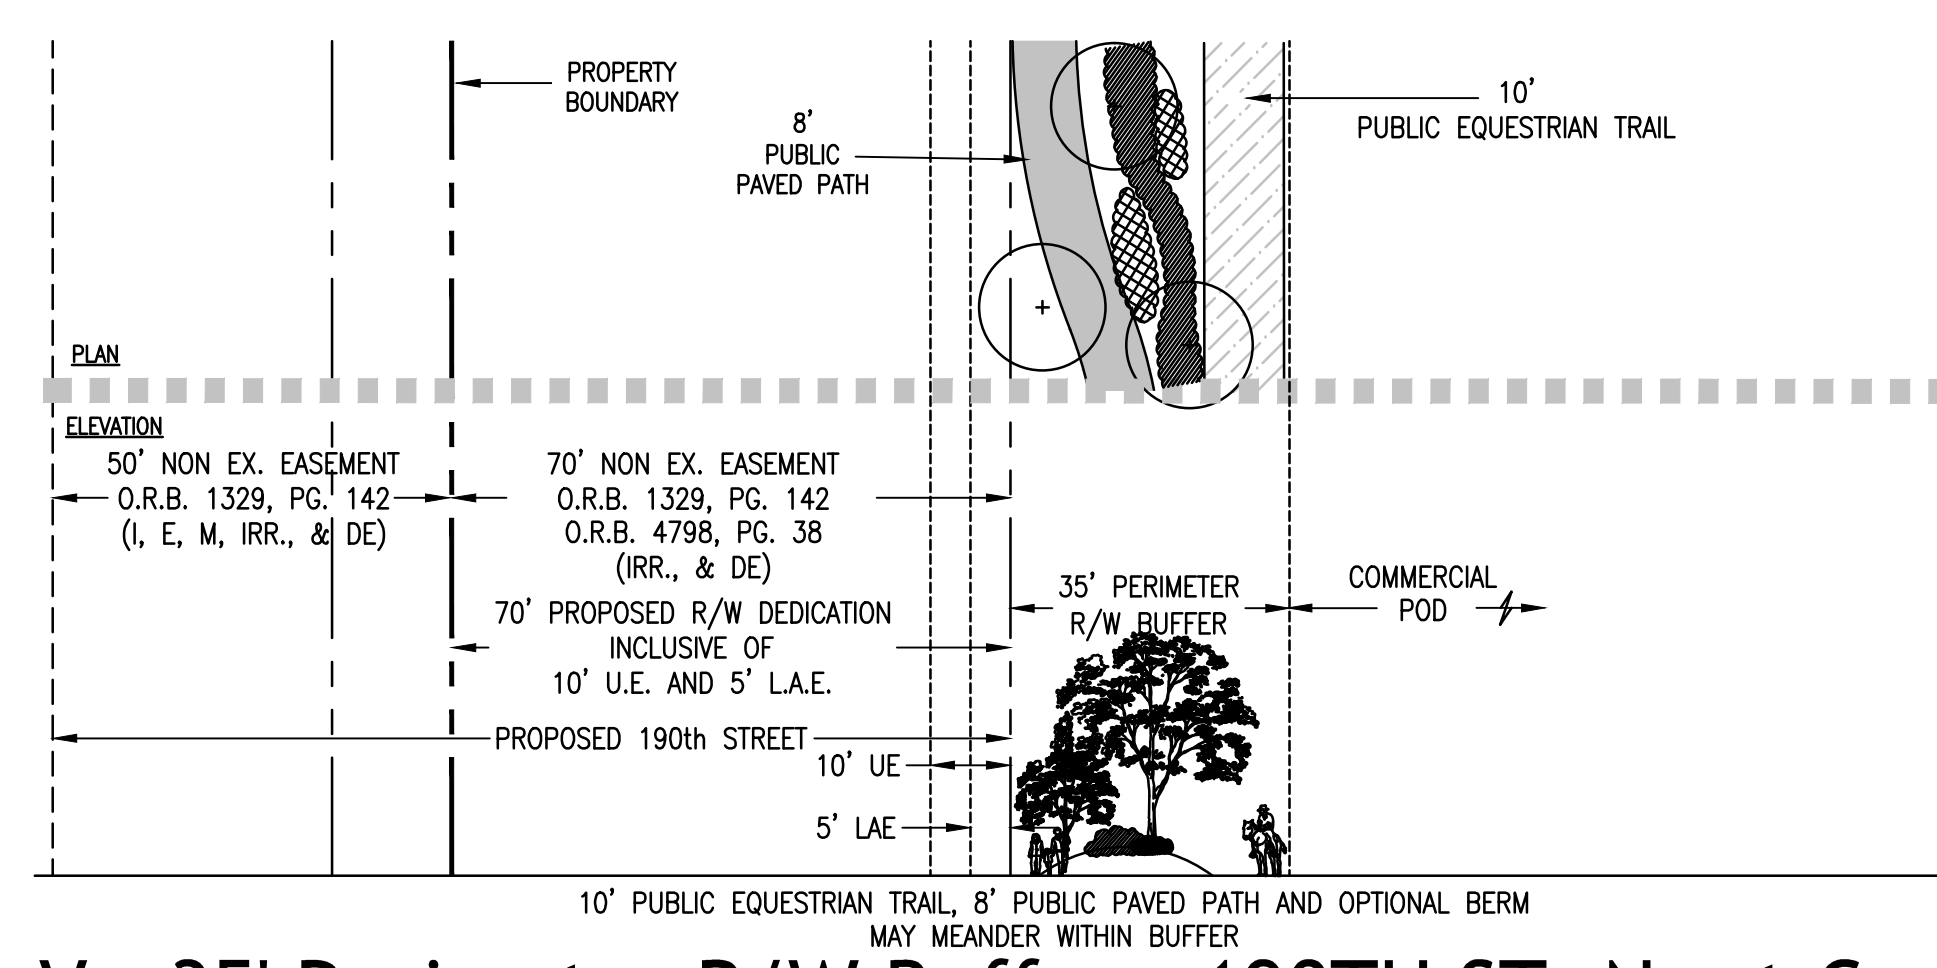 PROPERTY
BOUNDARY
8'
PUBLIC
PAVED PATH
10'
PUBLIC EQUESTRIAN TRAIL
PLAN
ELEVATION
50' NON EX. EASEMENT
O.R.B. 1329, PG. 142
(I, E, M, IRR., & DE)
70' NON EX. EASEMENT
O.R.B. 1329, PG. 142
O.R.B. 4798, PG. 38
(IRR., & DE)
70' PROPOSED R/W DEDICATION
INCLUSIVE OF
10' U.E. AND 5' L.A.E.
35' PERIMETER
R/W BUFFER
COMMERCIAL
POD
PROPOSED 190th STREET
10' UE
5' LAE
10' PUBLIC EQUESTRIAN TRAIL, 8' PUBLIC PAVED PATH AND OPTIONAL BERM
MAY MEANDER WITHIN BUFFER